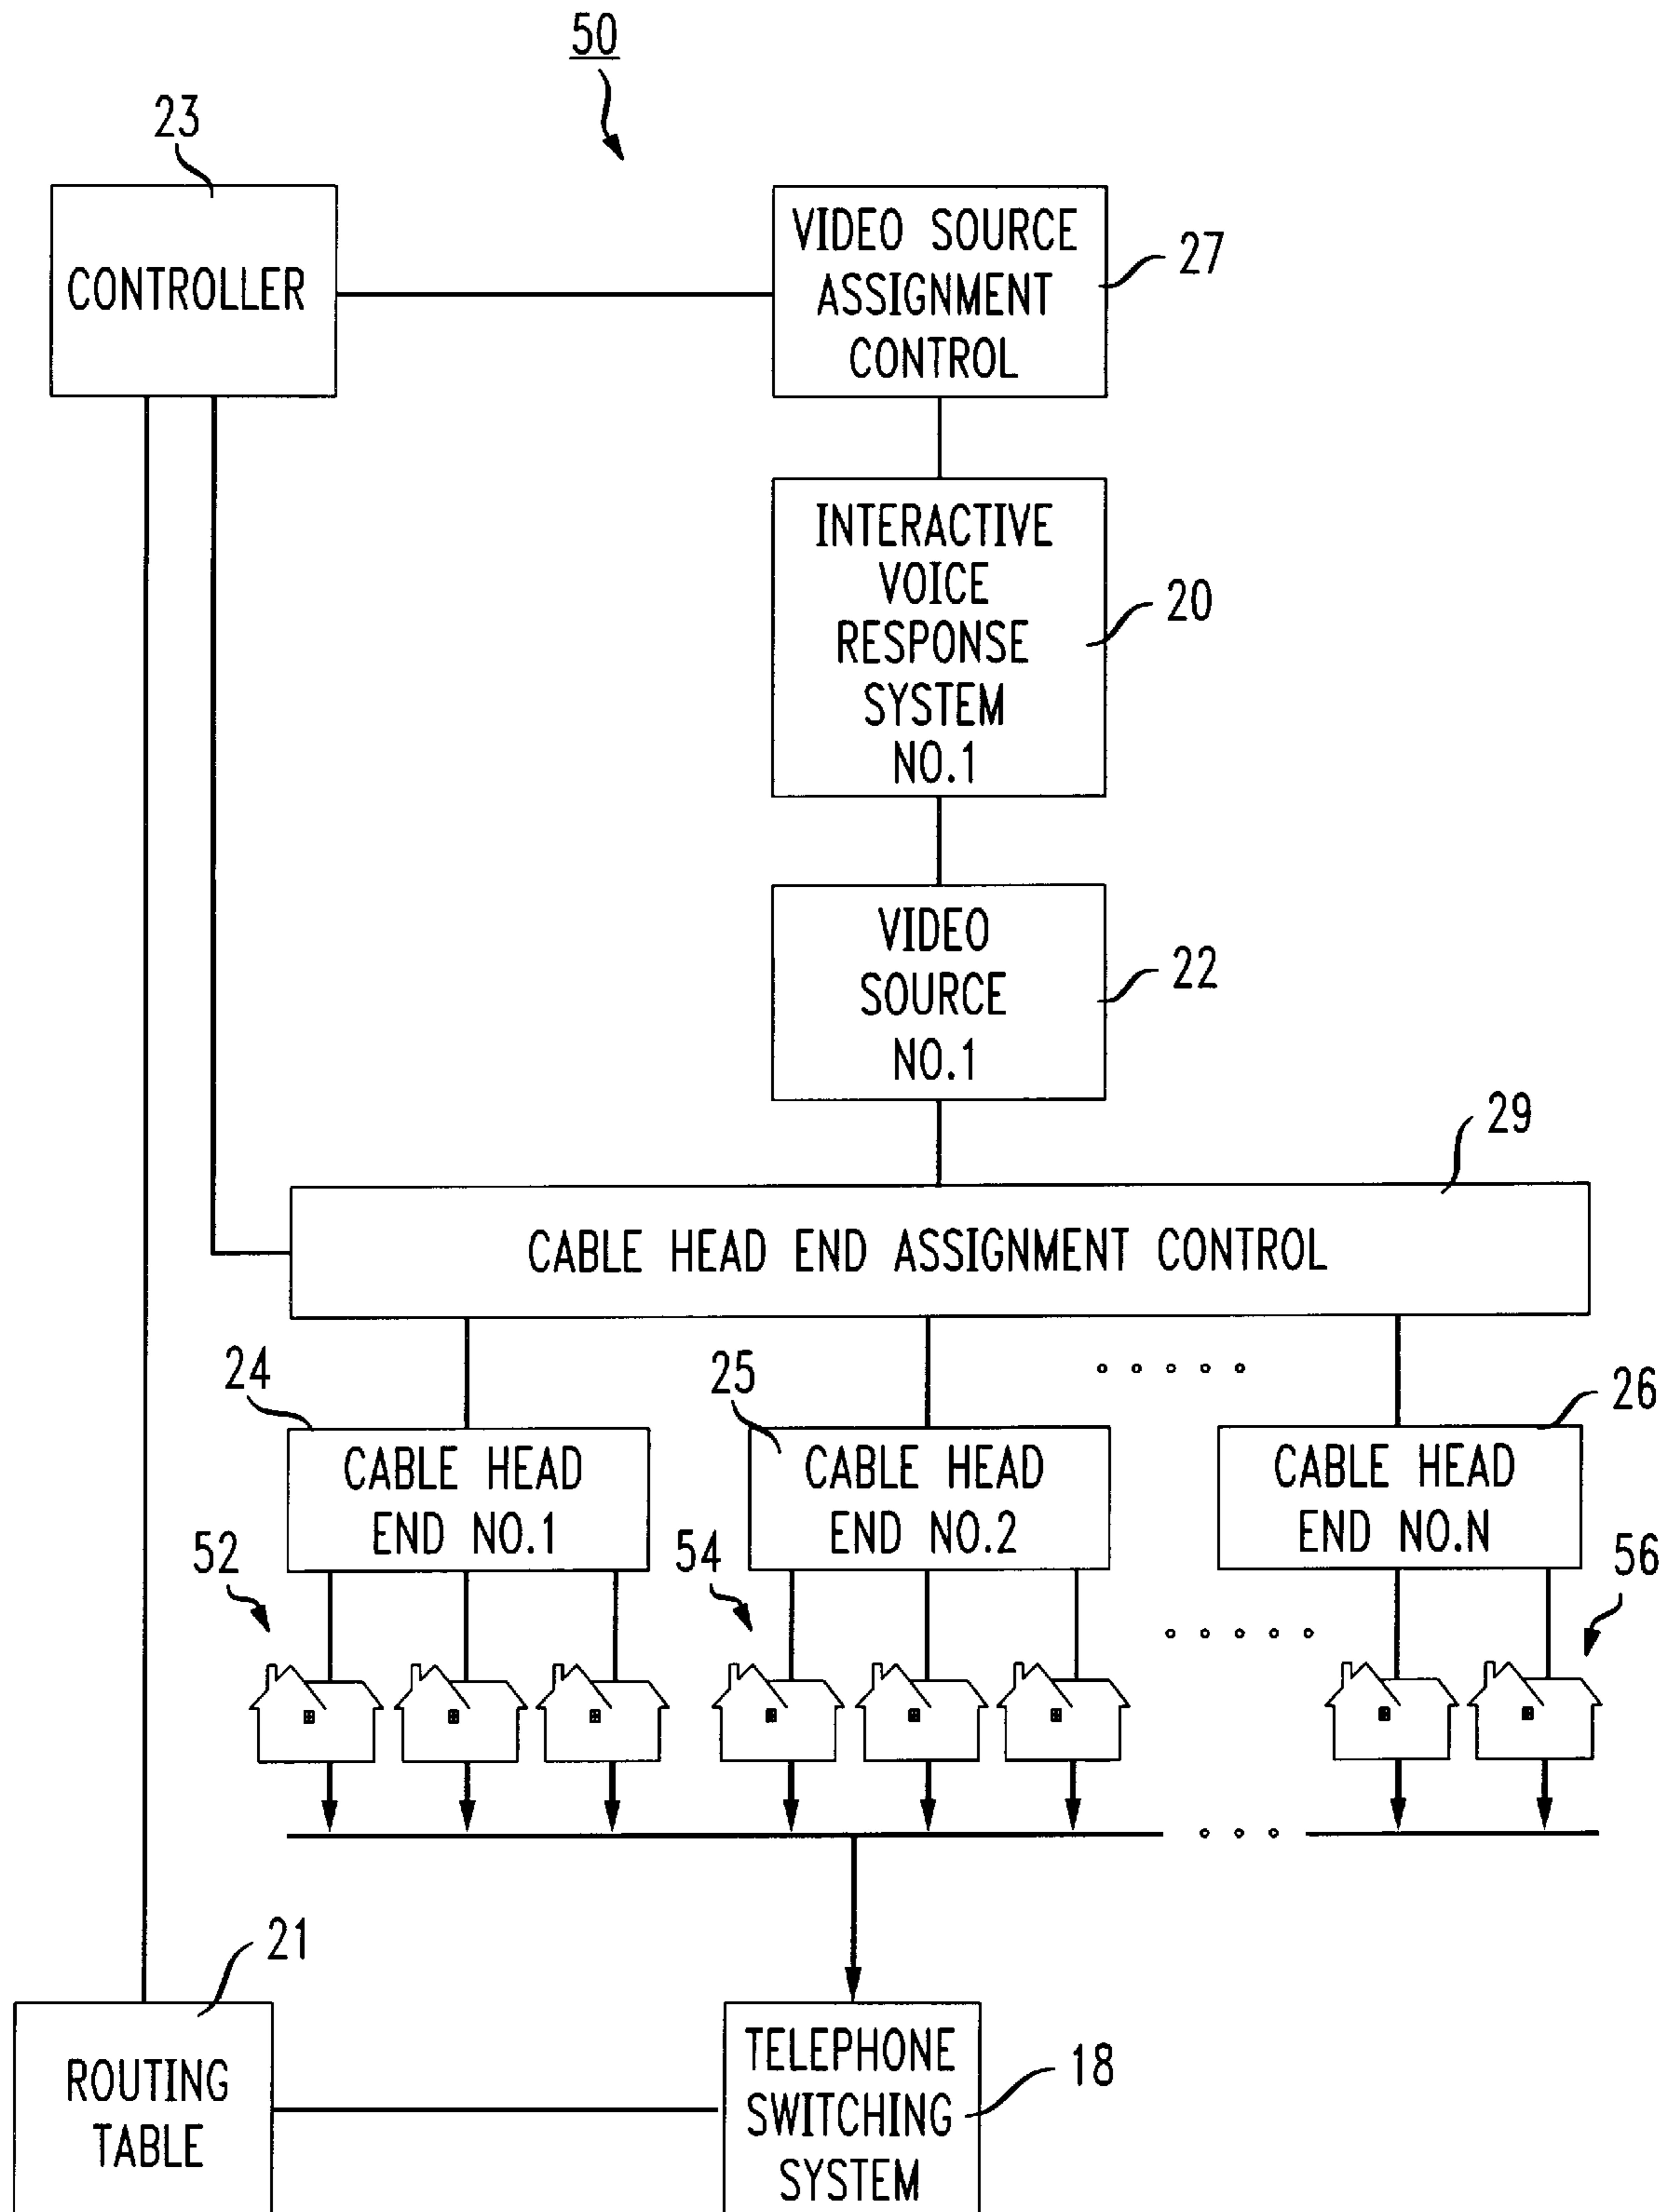 50
23
CONTROLLER
VIDEO SOURCE
ASSIGNMENT
CONTROL
27
INTERACTIVE
VOICE
RESPONSE
SYSTEM
NO.1
20
VIDEO
SOURCE
NO.1
22
29
CABLE HEAD END ASSIGNMENT CONTROL
24
CABLE HEAD
END NO.1
25
CABLE HEAD
END NO.2
26
CABLE HEAD
END NO.N
52
54
56
21
ROUTING
TABLE
TELEPHONE
SWITCHING
SYSTEM
18